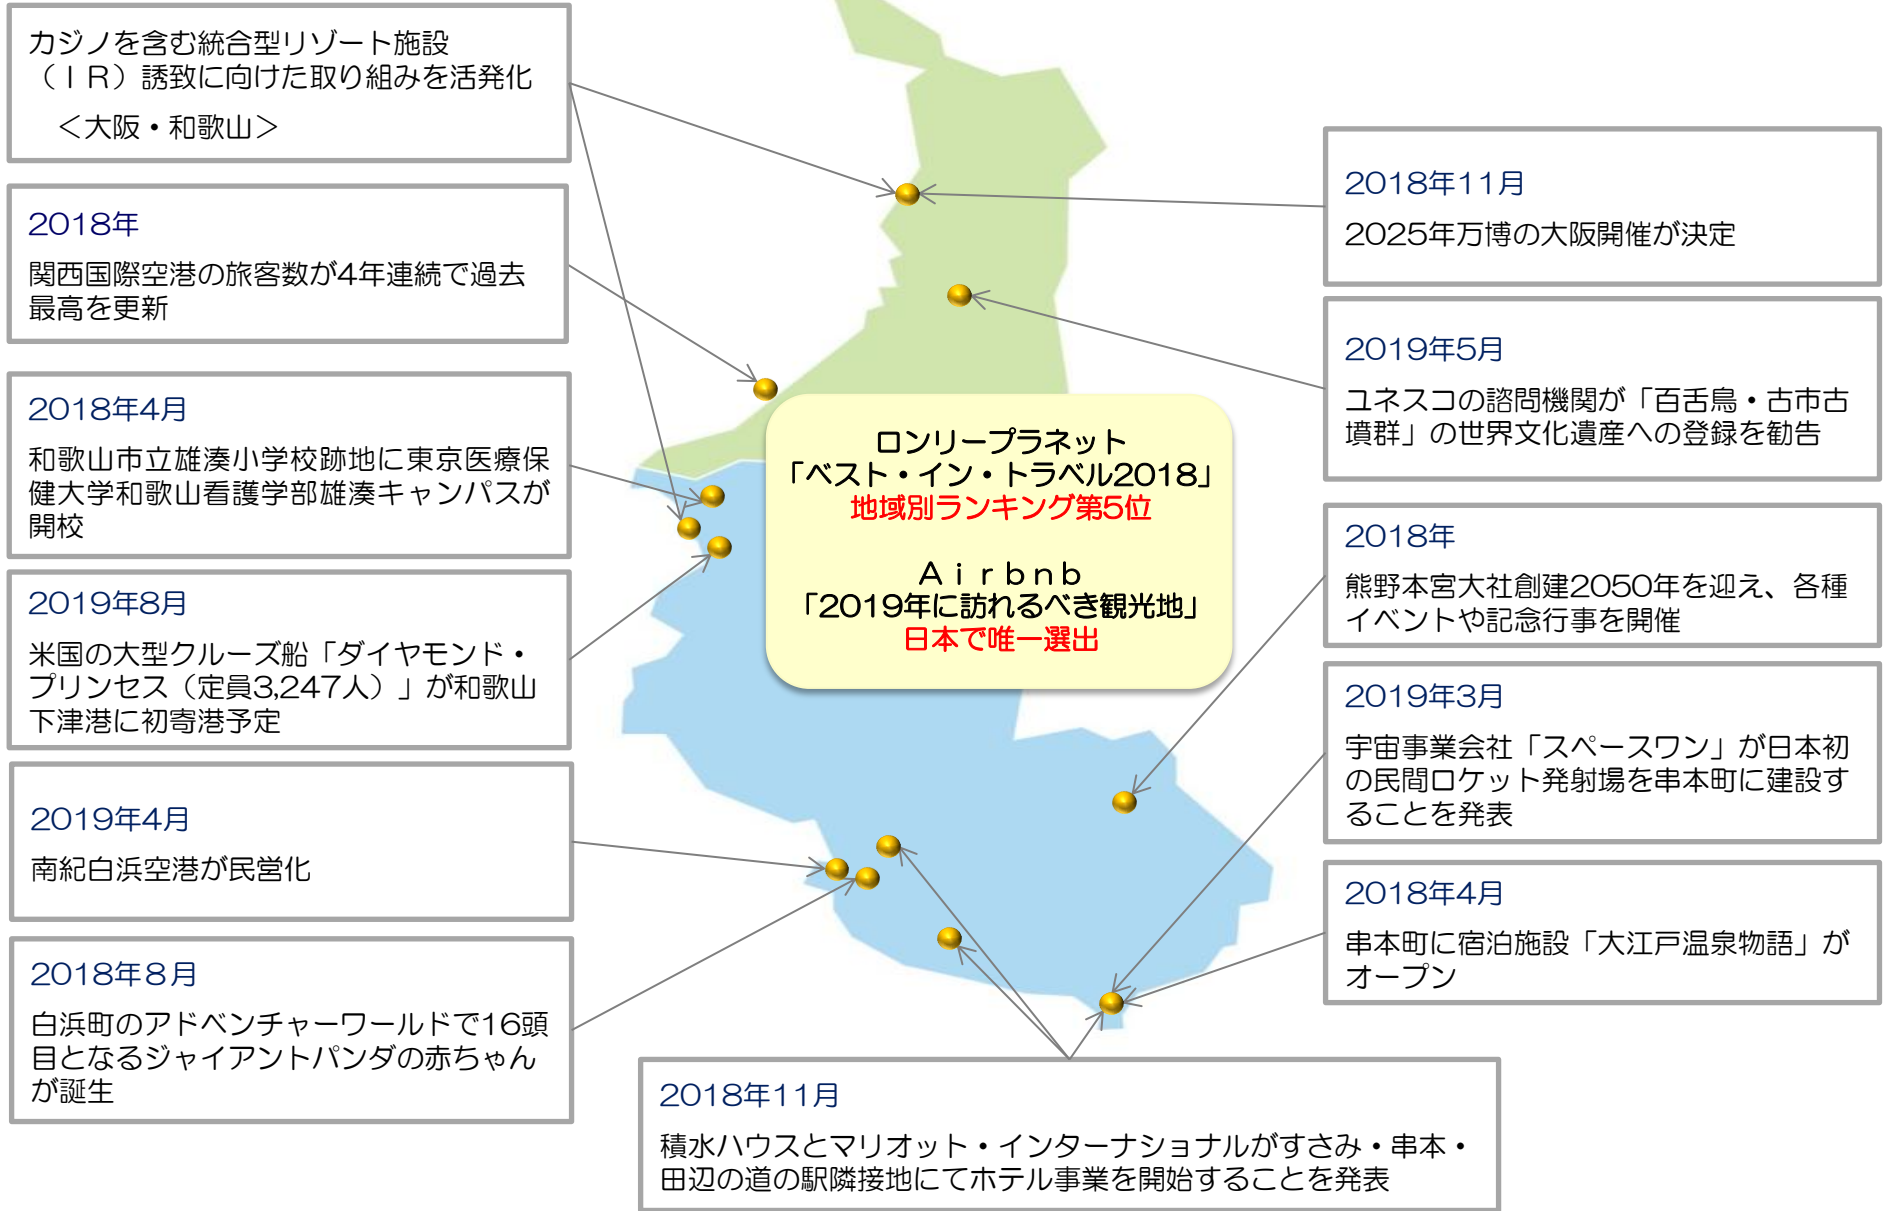 カジノを含む統合型リゾート施設
（ＩＲ）誘致に向けた取り組みを活発化
＜大阪・和歌山＞
2018年
関西国際空港の旅客数が4年連続で過去
最高を更新
2018年4月
和歌山市立雄湊小学校跡地に東京医療保
健大学和歌山看護学部雄湊キャンパスが
開校
2019年8月
米国の大型クルーズ船「ダイヤモンド・
プリンセス（定員3,247人）」が和歌山
下津港に初寄港予定
2019年4月
南紀白浜空港が民営化
2018年８月
白浜町のアドベンチャーワールドで16頭
目となるジャイアントパンダの赤ちゃん
が誕生
ロンリープラネット
「ベスト・イン・トラベル2018」
地域別ランキング第5位
Ａｉｒｂｎｂ
「2019年に訪れるべき観光地」
日本で唯一選出
2018年11月
2025年万博の大阪開催が決定
2019年5月
ユネスコの諮問機関が「百舌鳥・古市古
墳群」の世界文化遺産への登録を勧告
2018年
熊野本宮大社創建2050年を迎え、各種
イベントや記念行事を開催
2019年3月
宇宙事業会社「スペースワン」が日本初
の民間ロケット発射場を串本町に建設す
ることを発表
2018年4月
串本町に宿泊施設「大江戸温泉物語」が
オープン
2018年11月
積水ハウスとマリオット・インターナショナルがすさみ・串本・
田辺の道の駅隣接地にてホテル事業を開始することを発表